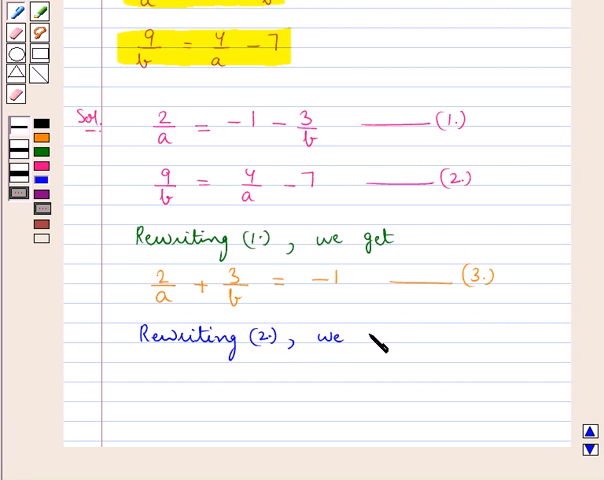 a b
9/b = 4/a - 7
Sol. 2/a = -1 - 3/b ——— (1.)
9/b = 4/a - 7 ——— (2.)
Rewriting (1.), we get
2/a + 3/b = -1 ——— (3.)
Rewriting (2.), we